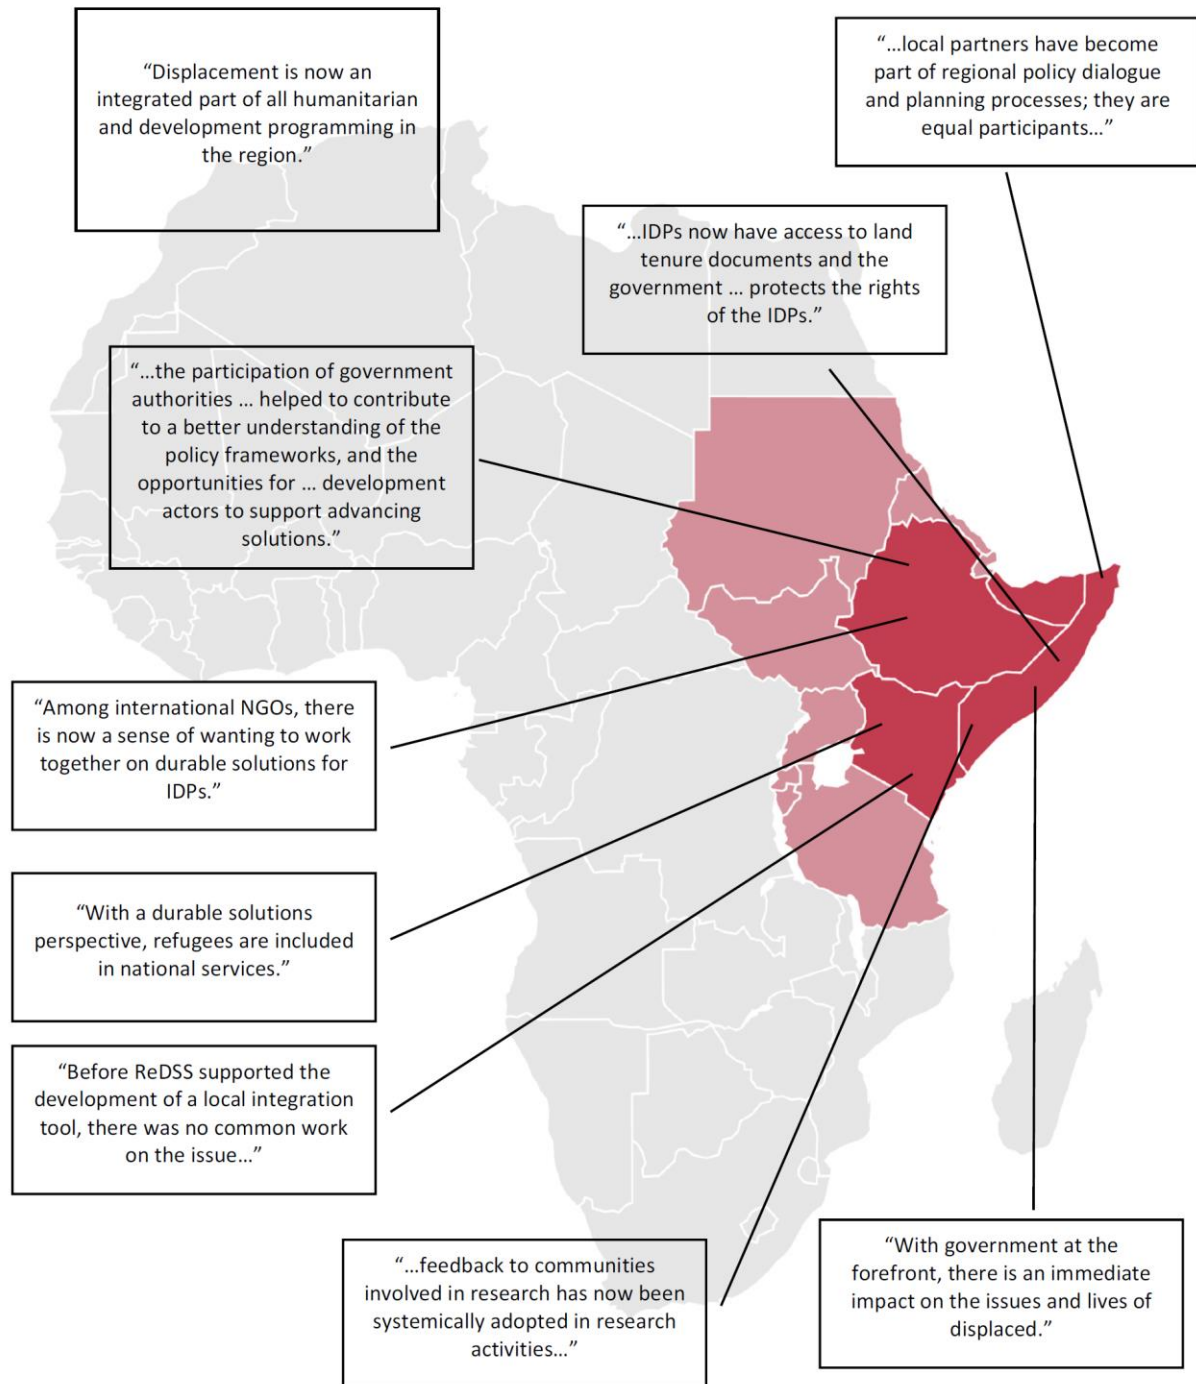 “Displacement is now an
integrated part of all humanitarian
and development programming in
the region.”
“…local partners have become
part of regional policy dialogue
and planning processes; they are
equal participants…”
“…IDPs now have access to land
tenure documents and the
government … protects the rights
of the IDPs.”
“…the participation of government
authorities … helped to contribute
to a better understanding of the
policy frameworks, and the
opportunities for … development
actors to support advancing
solutions.”
“Among international NGOs, there
is now a sense of wanting to work
together on durable solutions for
IDPs.”
“With a durable solutions
perspective, refugees are included
in national services.”
“Before ReDSS supported the
development of a local integration
tool, there was no common work
on the issue…”
“…feedback to communities
involved in research has now been
systemically adopted in research
activities…”
“With government at the
forefront, there is an immediate
impact on the issues and lives of
displaced.”